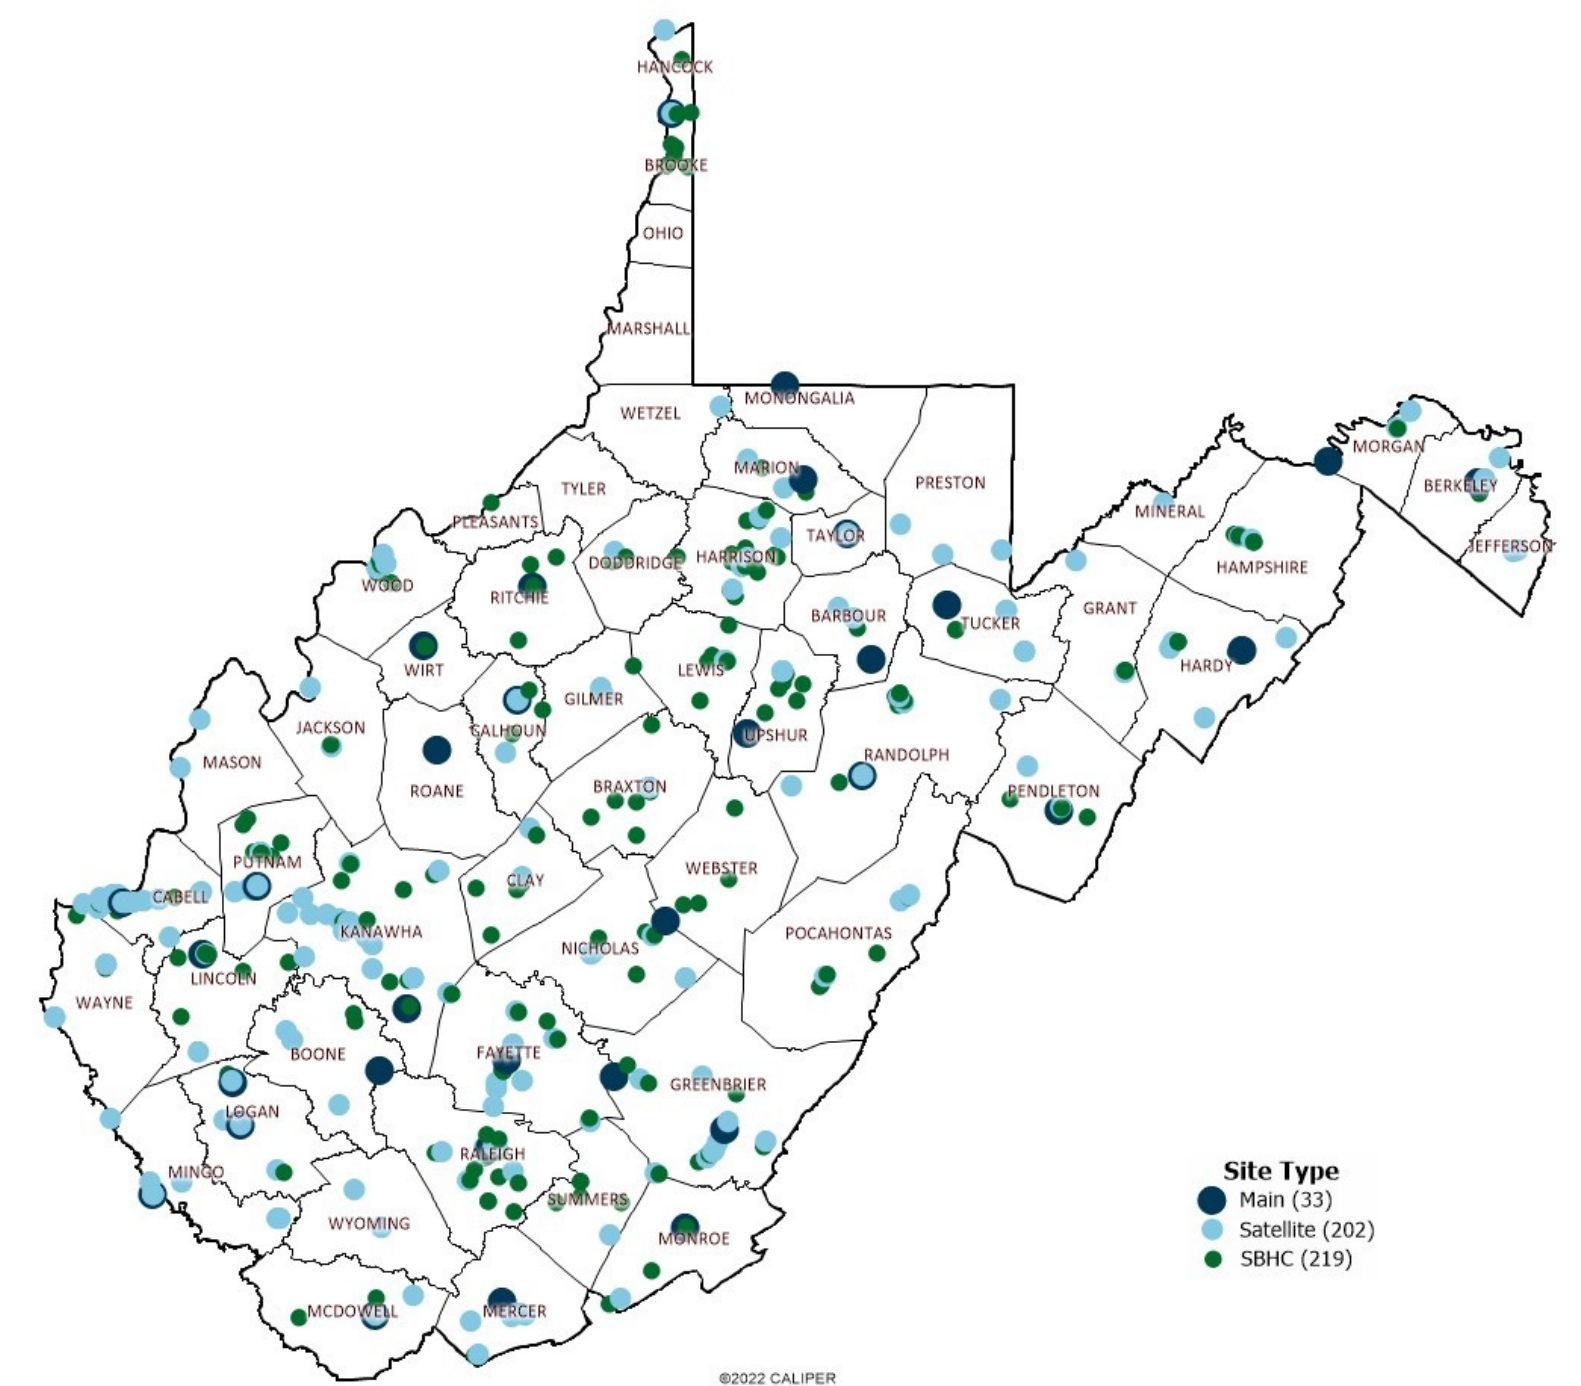 HANCOCK
BROOKE
OHIO
MARSHALL
WETZEL
MONONGALIA
MARION
PRESTON
TYLER
PLEASANTS
TAYLOR
MORGAN
BERKELEY
MINERAL
JEFFERSON
HAMPSHIRE
WOOD
RITCHIE
DODDRIDGE
HARRISON
BARBOUR
TUCKER
GRANT
HARDY
WIRT
LEWIS
GILMER
CALHOUN
JACKSON
UPSHUR
RANDOLPH
MASON
ROANE
BRAXTON
PENDLETON
PUTNAM
CLAY
WEBSTER
CABELL
KANAWHA
NICHOLAS
POCAHONTAS
LINCOLN
WAYNE
BOONE
FAYETTE
GREENBRIER
LOGAN
RALEIGH
MINGO
SUMMERS
WYOMING
MONROE
MCDOWELL
MERCER
Site Type
Main (33)
Satellite (202)
SBHC (219)
©2022 CALIPER